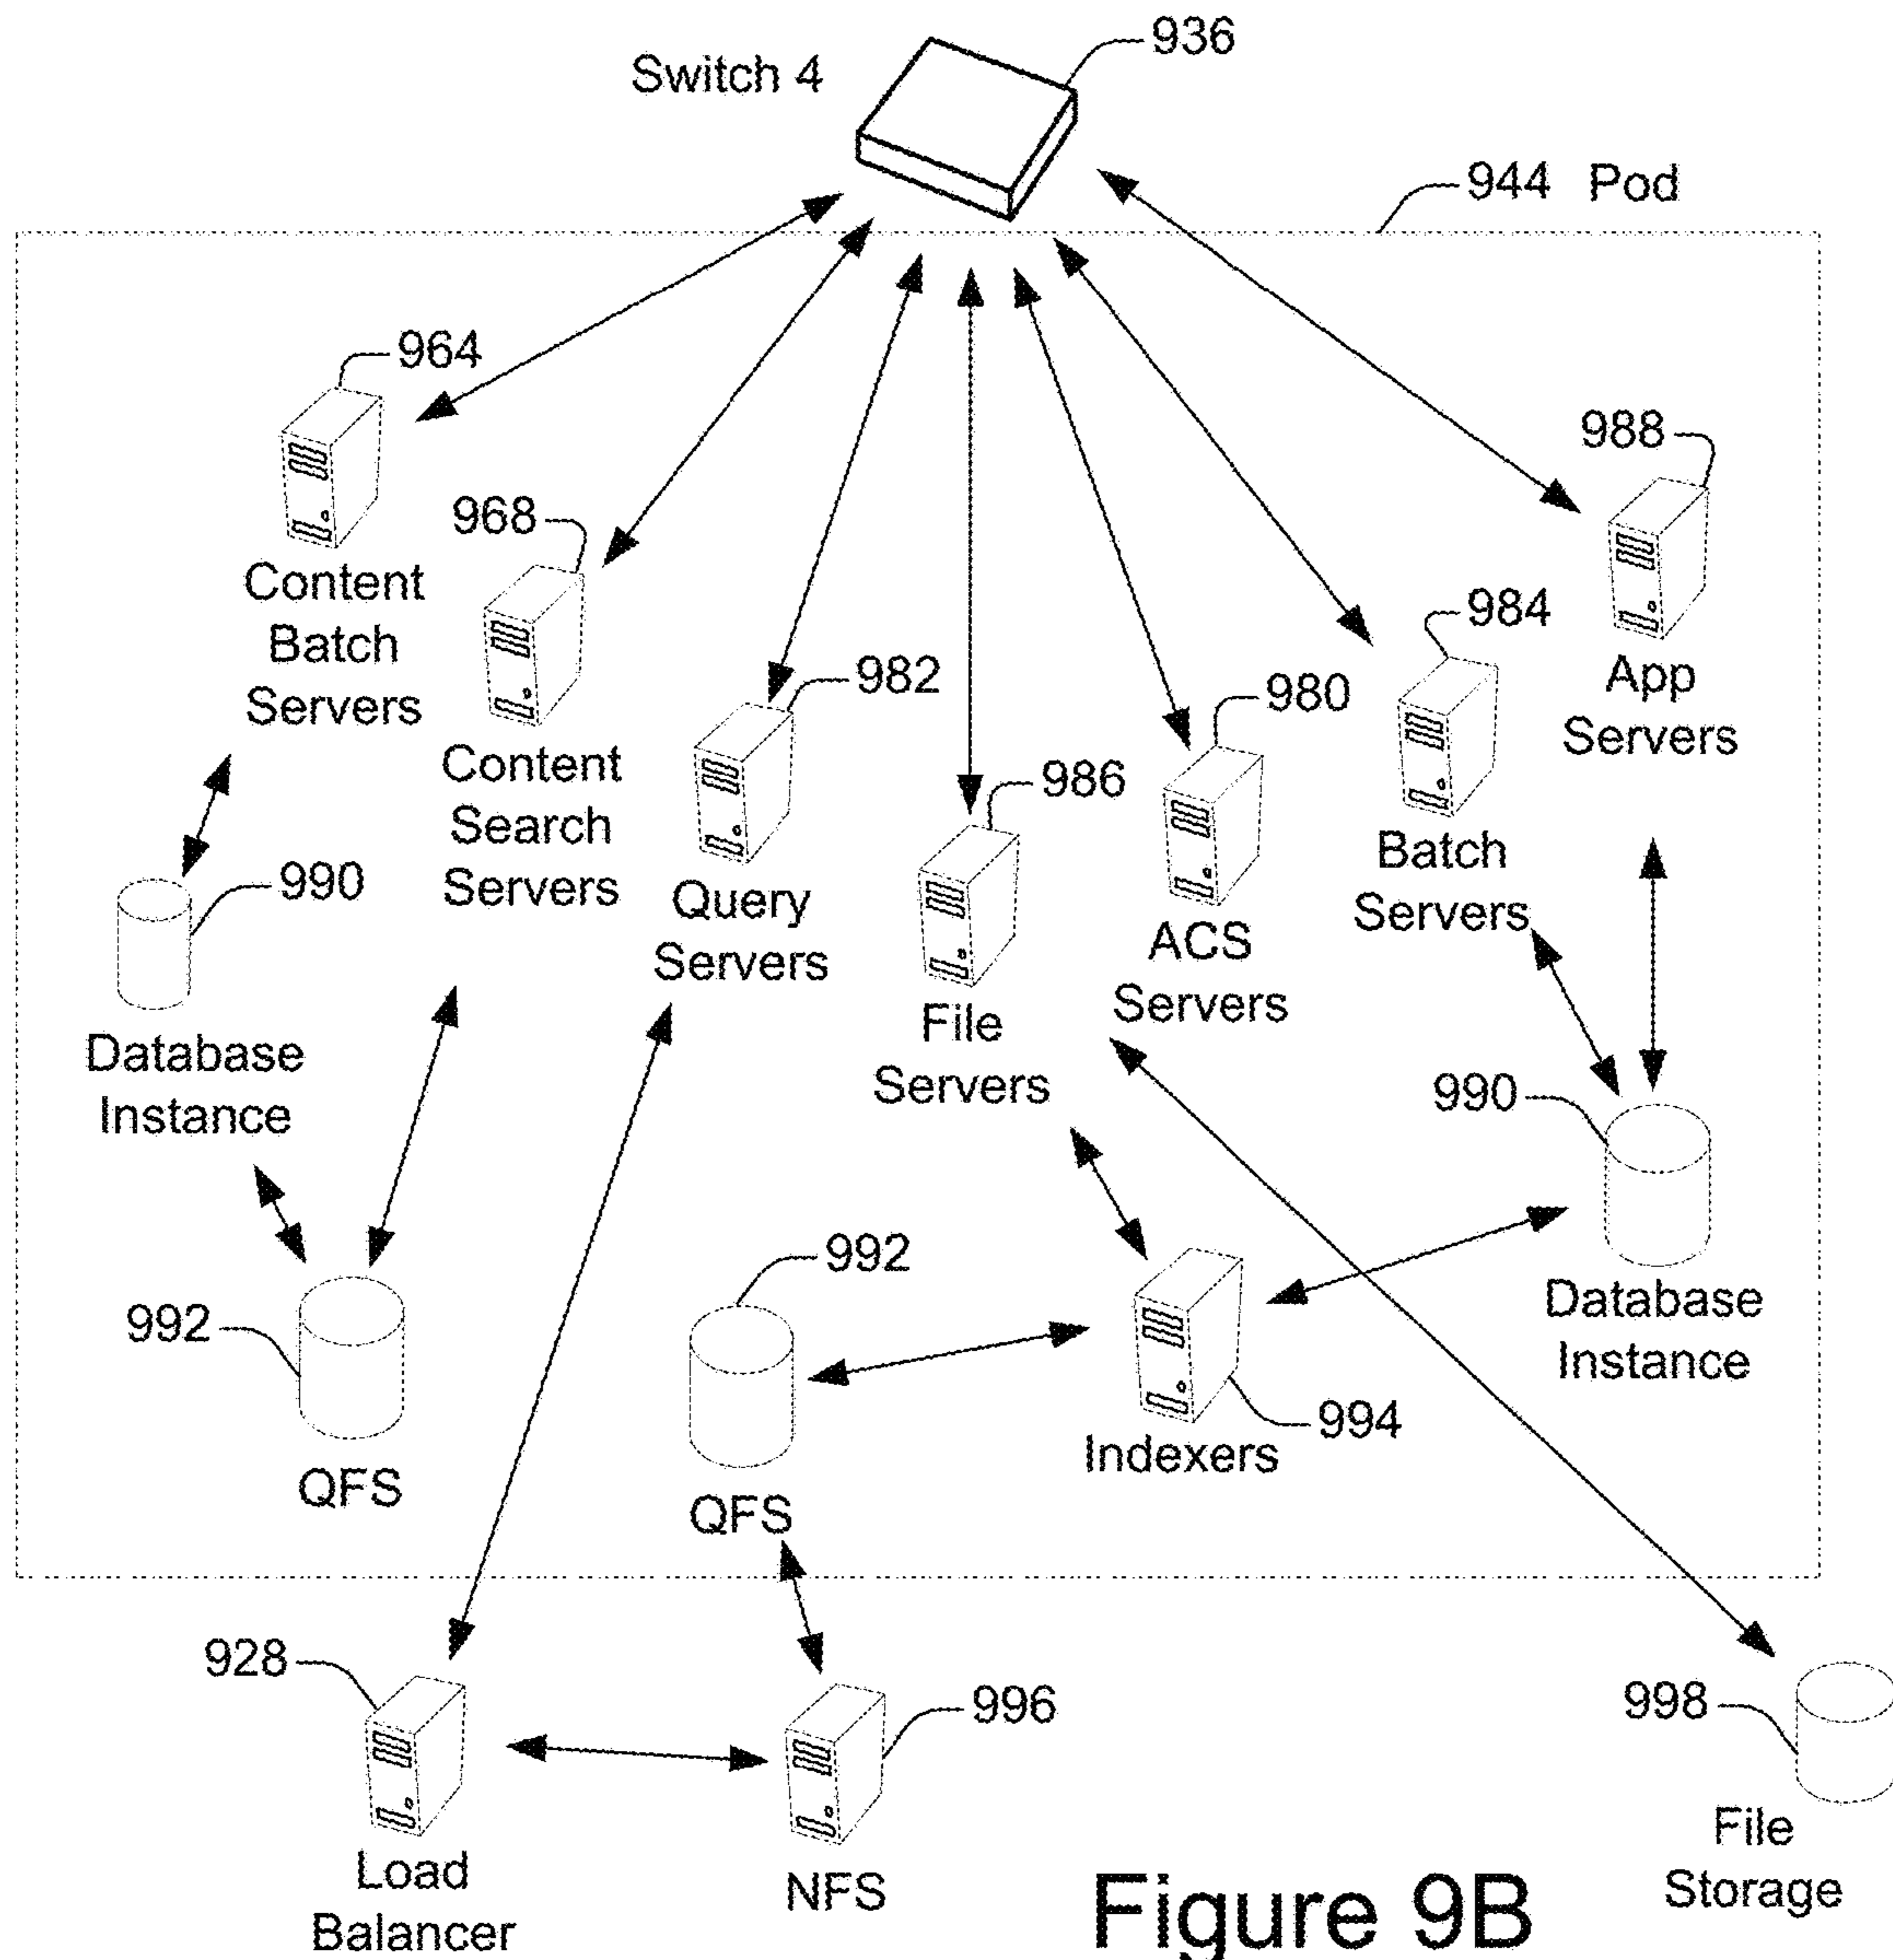 936
Switch 4
944 Pod
964
Content
Batch
Servers
968
Content
Search
Servers
982
Query
Servers
986
File
Servers
980
ACS
Servers
984
Batch
Servers
988
App
Servers
990
Database
Instance
990
Database
Instance
992
QFS
992
QFS
994
Indexers
928
Load
Balancer
996
NFS
998
File
Storage
Figure 9B